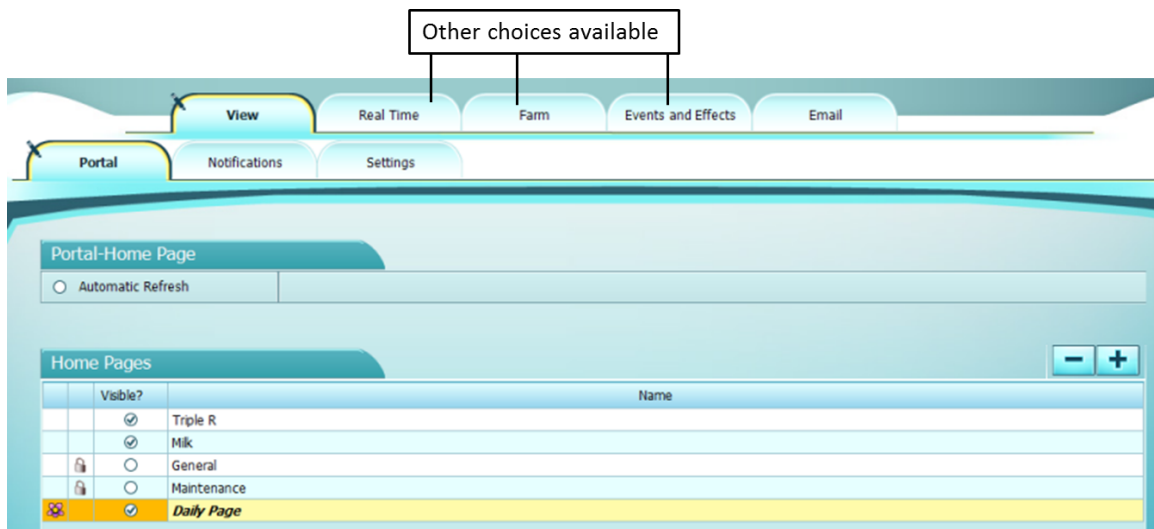 Other choices available
View Real Time Farm Events and Effects Email
Portal Notifications Settings
Portal-Home Page
Automatic Refresh
Home Pages
Visible? Name
Triple R
Milk
General
Maintenance
Daily Page